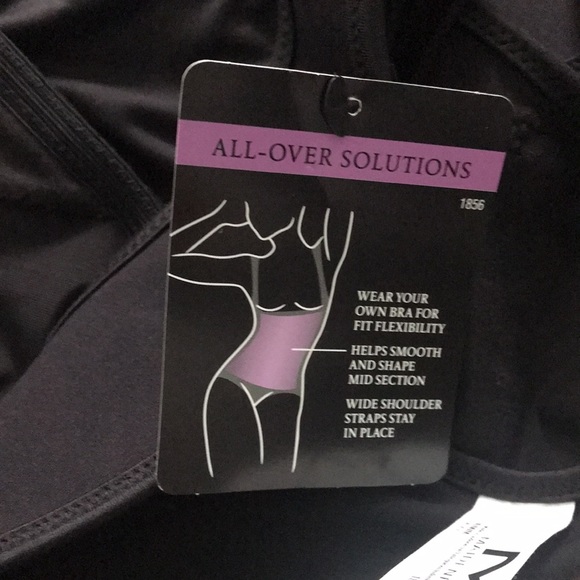 ALL-OVER SOLUTIONS
1856
WEAR YOUR
OWN BRA FOR
FIT FLEXIBILITY
HELPS SMOOTH
AND SHAPE
MID SECTION
WIDE SHOULDER
STRAPS STAY
IN PLACE